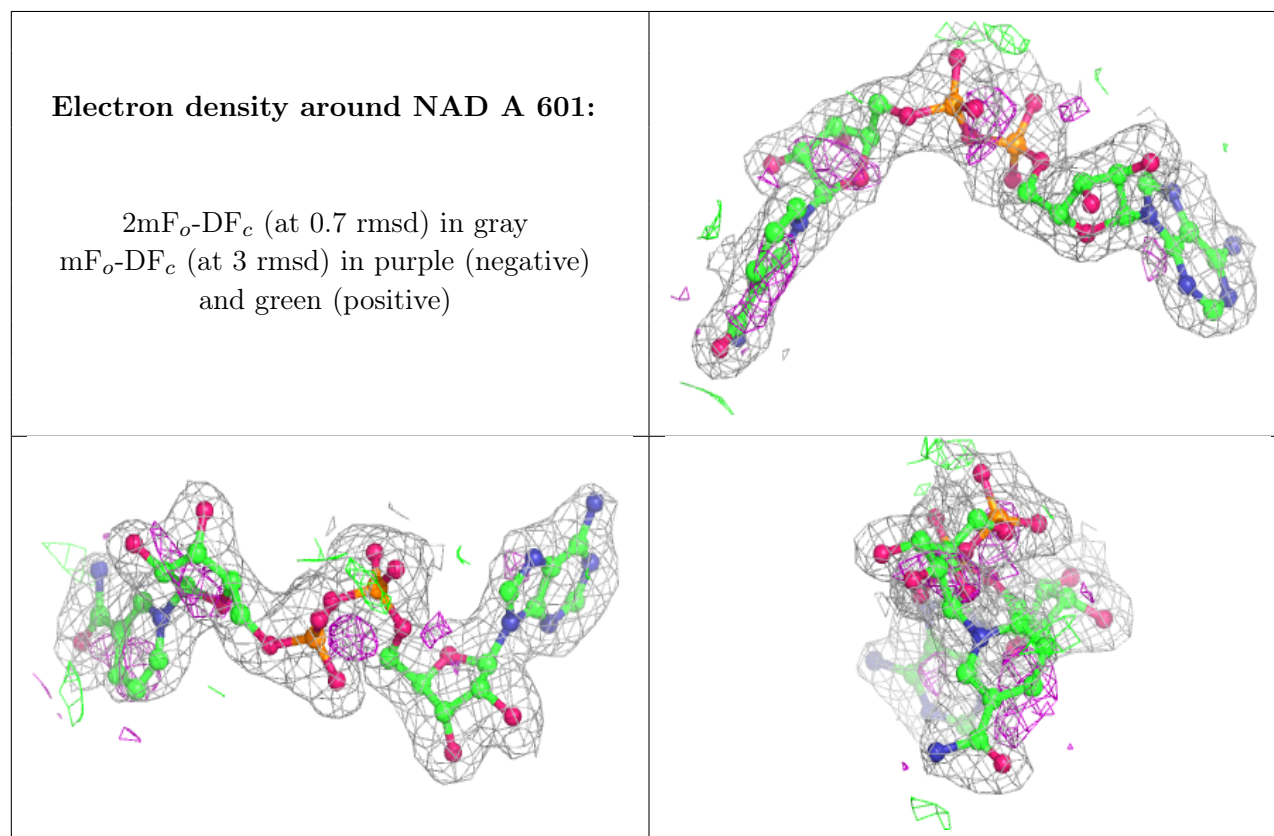 Electron density around NAD A 601:
2mFₒ-DF𝒸 (at 0.7 rmsd) in gray
mFₒ-DF𝒸 (at 3 rmsd) in purple (negative)
and green (positive)